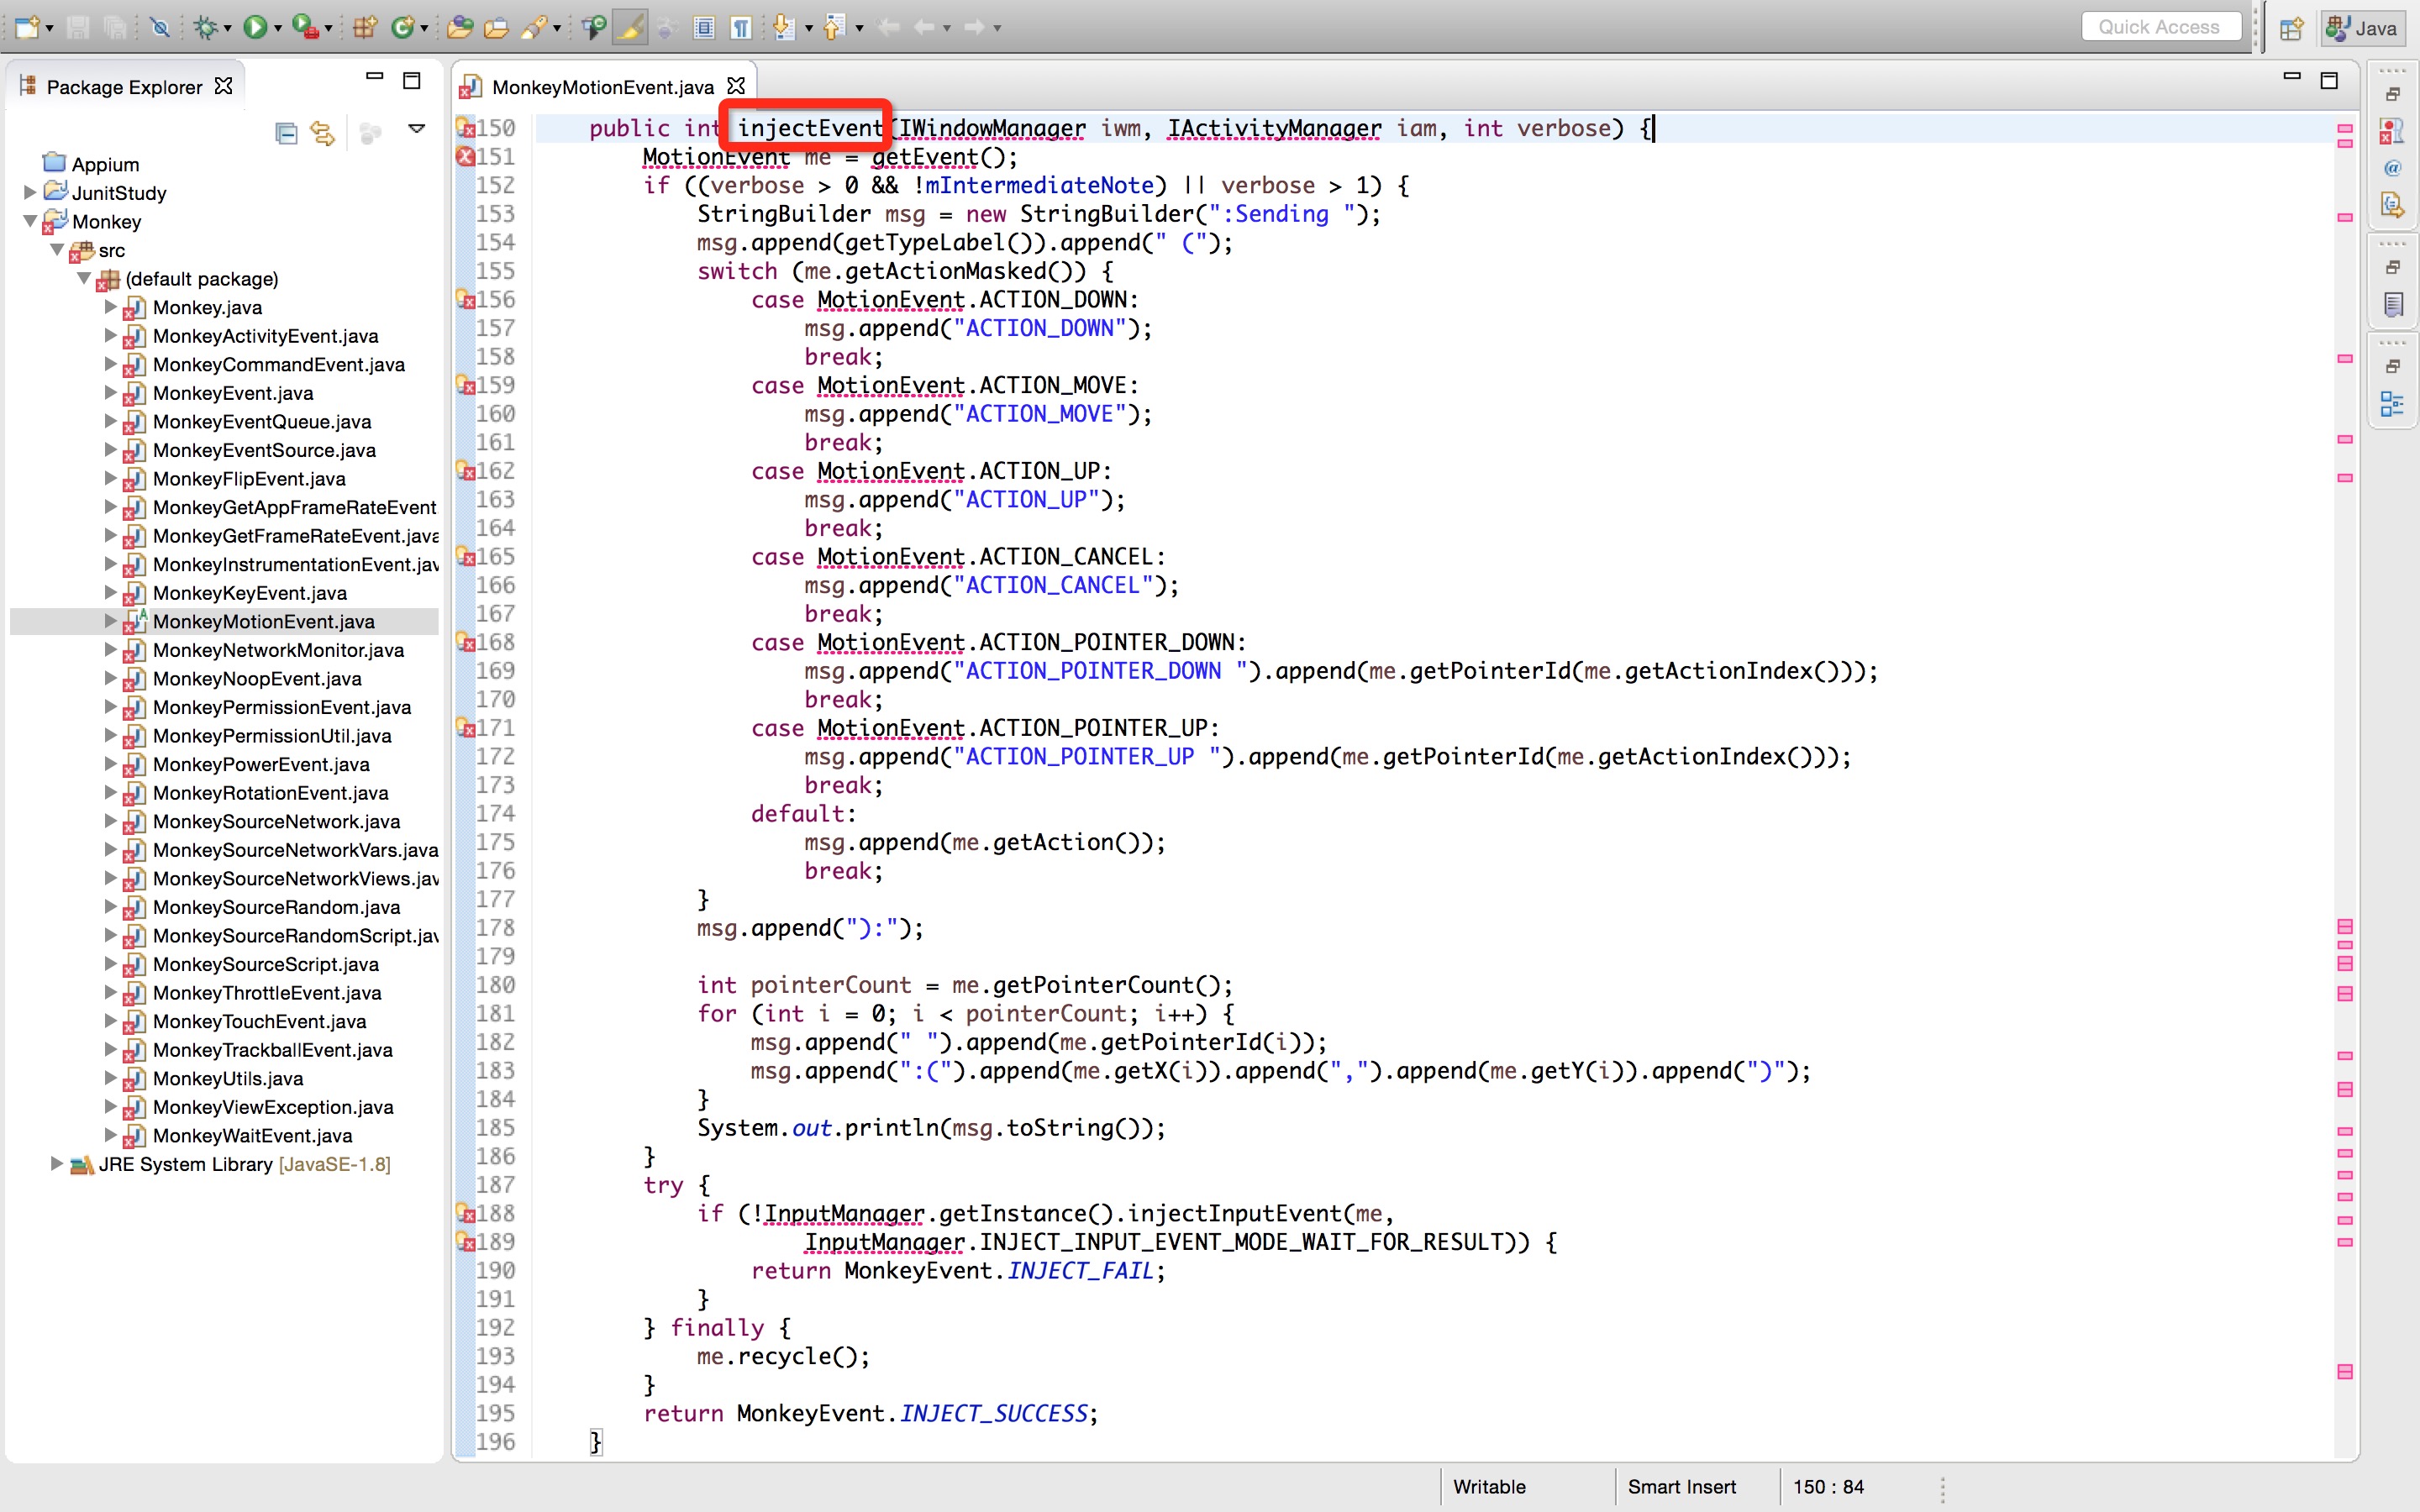 Quick Access
Java
Package Explorer
Appium
JunitStudy
Monkey
src
(default package)
Monkey.java
MonkeyActivityEvent.java
MonkeyCommandEvent.java
MonkeyEvent.java
MonkeyEventQueue.java
MonkeyEventSource.java
MonkeyFlipEvent.java
MonkeyGetAppFrameRateEvent
MonkeyGetFrameRateEvent.java
MonkeyInstrumentationEvent.jav
MonkeyKeyEvent.java
MonkeyMotionEvent.java
MonkeyNetworkMonitor.java
MonkeyNoopEvent.java
MonkeyPermissionEvent.java
MonkeyPermissionUtil.java
MonkeyPowerEvent.java
MonkeyRotationEvent.java
MonkeySourceNetwork.java
MonkeySourceNetworkVars.java
MonkeySourceNetworkViews.jav
MonkeySourceRandom.java
MonkeySourceRandomScript.jav
MonkeySourceScript.java
MonkeyThrottleEvent.java
MonkeyTouchEvent.java
MonkeyTrackballEvent.java
MonkeyUtils.java
MonkeyViewException.java
MonkeyWaitEvent.java
JRE System Library [JavaSE-1.8]
MonkeyMotionEvent.java
150 public int injectEvent(IWindowManager iwm, IActivityManager iam, int verbose) {
151 MotionEvent me = getEvent();
152 if ((verbose > 0 && !mIntermediateNote) || verbose > 1) {
153 StringBuilder msg = new StringBuilder(":Sending ");
154 msg.append(getTypeLabel()).append(" (");
155 switch (me.getActionMasked()) {
156 case MotionEvent.ACTION_DOWN:
157 msg.append("ACTION_DOWN");
158 break;
159 case MotionEvent.ACTION_MOVE:
160 msg.append("ACTION_MOVE");
161 break;
162 case MotionEvent.ACTION_UP:
163 msg.append("ACTION_UP");
164 break;
165 case MotionEvent.ACTION_CANCEL:
166 msg.append("ACTION_CANCEL");
167 break;
168 case MotionEvent.ACTION_POINTER_DOWN:
169 msg.append("ACTION_POINTER_DOWN ").append(me.getPointerId(me.getActionIndex()));
170 break;
171 case MotionEvent.ACTION_POINTER_UP:
172 msg.append("ACTION_POINTER_UP ").append(me.getPointerId(me.getActionIndex()));
173 break;
174 default:
175 msg.append(me.getAction());
176 break;
177 }
178 msg.append("):");
179
180 int pointerCount = me.getPointerCount();
181 for (int i = 0; i < pointerCount; i++) {
182 msg.append(" ").append(me.getPointerId(i));
183 msg.append(":(").append(me.getX(i)).append(",").append(me.getY(i)).append(")");
184 }
185 System.out.println(msg.toString());
186 }
187 try {
188 if (!InputManager.getInstance().injectInputEvent(me,
189 InputManager.INJECT_INPUT_EVENT_MODE_WAIT_FOR_RESULT)) {
190 return MonkeyEvent.INJECT_FAIL;
191 }
192 } finally {
193 me.recycle();
194 }
195 return MonkeyEvent.INJECT_SUCCESS;
196 }
Writable
Smart Insert
150 : 84